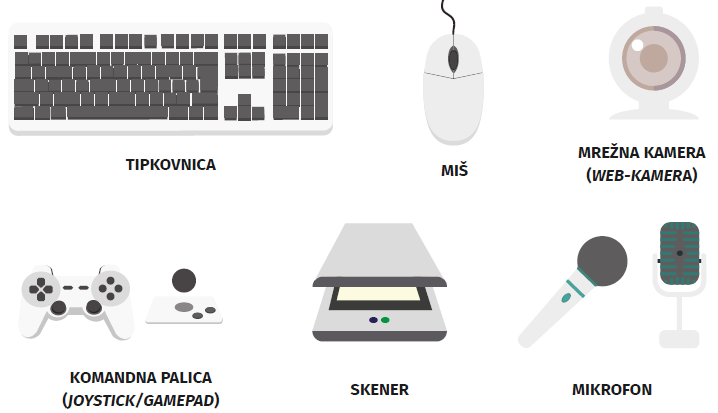 TIPKOVNICA
MIŠ
MREŽNA KAMERA
(WEB-KAMERA)
KOMANDNA PALICA
(JOYSTICK/GAMEPAD)
SKENER
MIKROFON